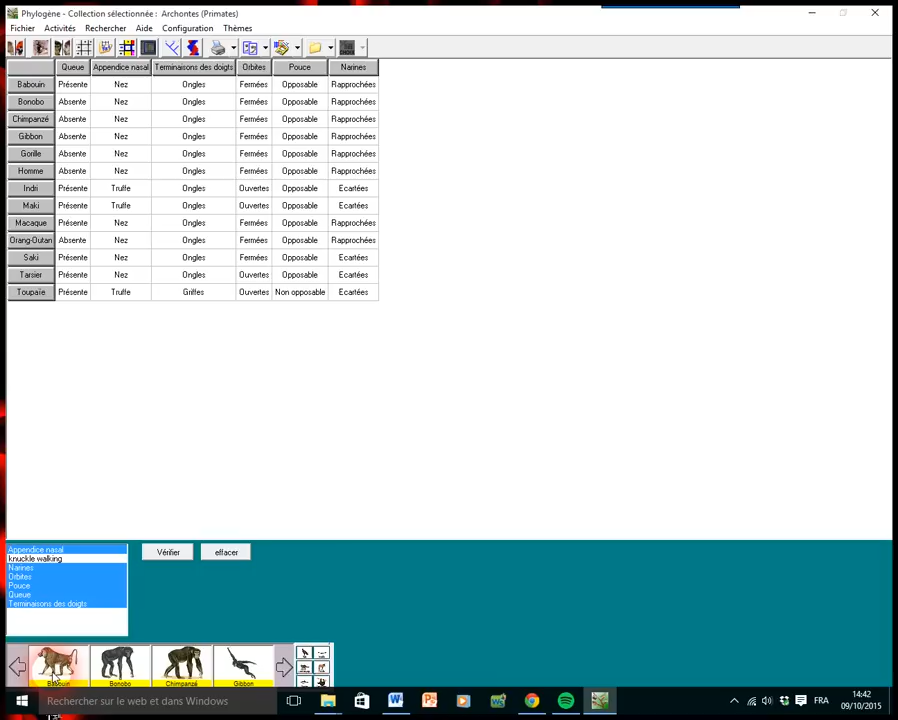 Phylogène - Collection sélectionnée : Archontes (Primates)
Fichier Activités Rechercher Aide Configuration Thèmes
Queue Appendice nasal Terminaisons des doigts Orbites Pouce Narines
Babouin Présente Nez Ongles Fermées Opposable Rapprochées
Bonobo Absente Nez Ongles Fermées Opposable Rapprochées
Chimpanzé Absente Nez Ongles Fermées Opposable Rapprochées
Gibbon Absente Nez Ongles Fermées Opposable Rapprochées
Gorille Absente Nez Ongles Fermées Opposable Rapprochées
Homme Absente Nez Ongles Fermées Opposable Rapprochées
Indri Présente Truffe Ongles Ouvertes Opposable Ecartées
Maki Présente Truffe Ongles Ouvertes Opposable Ecartées
Macaque Présente Nez Ongles Fermées Opposable Rapprochées
Orang-Outan Absente Nez Ongles Fermées Opposable Rapprochées
Saki Présente Nez Ongles Fermées Opposable Ecartées
Tarsier Présente Nez Ongles Ouvertes Opposable Ecartées
Toupaïe Présente Truffe Griffes Ouvertes Non opposable Ecartées
Appendice nasal
knuckle walking
Narines
Orbites
Pouce
Queue
Terminaisons des doigts
Vérifier effacer
Babouin Bonobo Chimpanzé Gibbon
Rechercher sur le web et dans Windows
FRA
14:42
09/10/2015